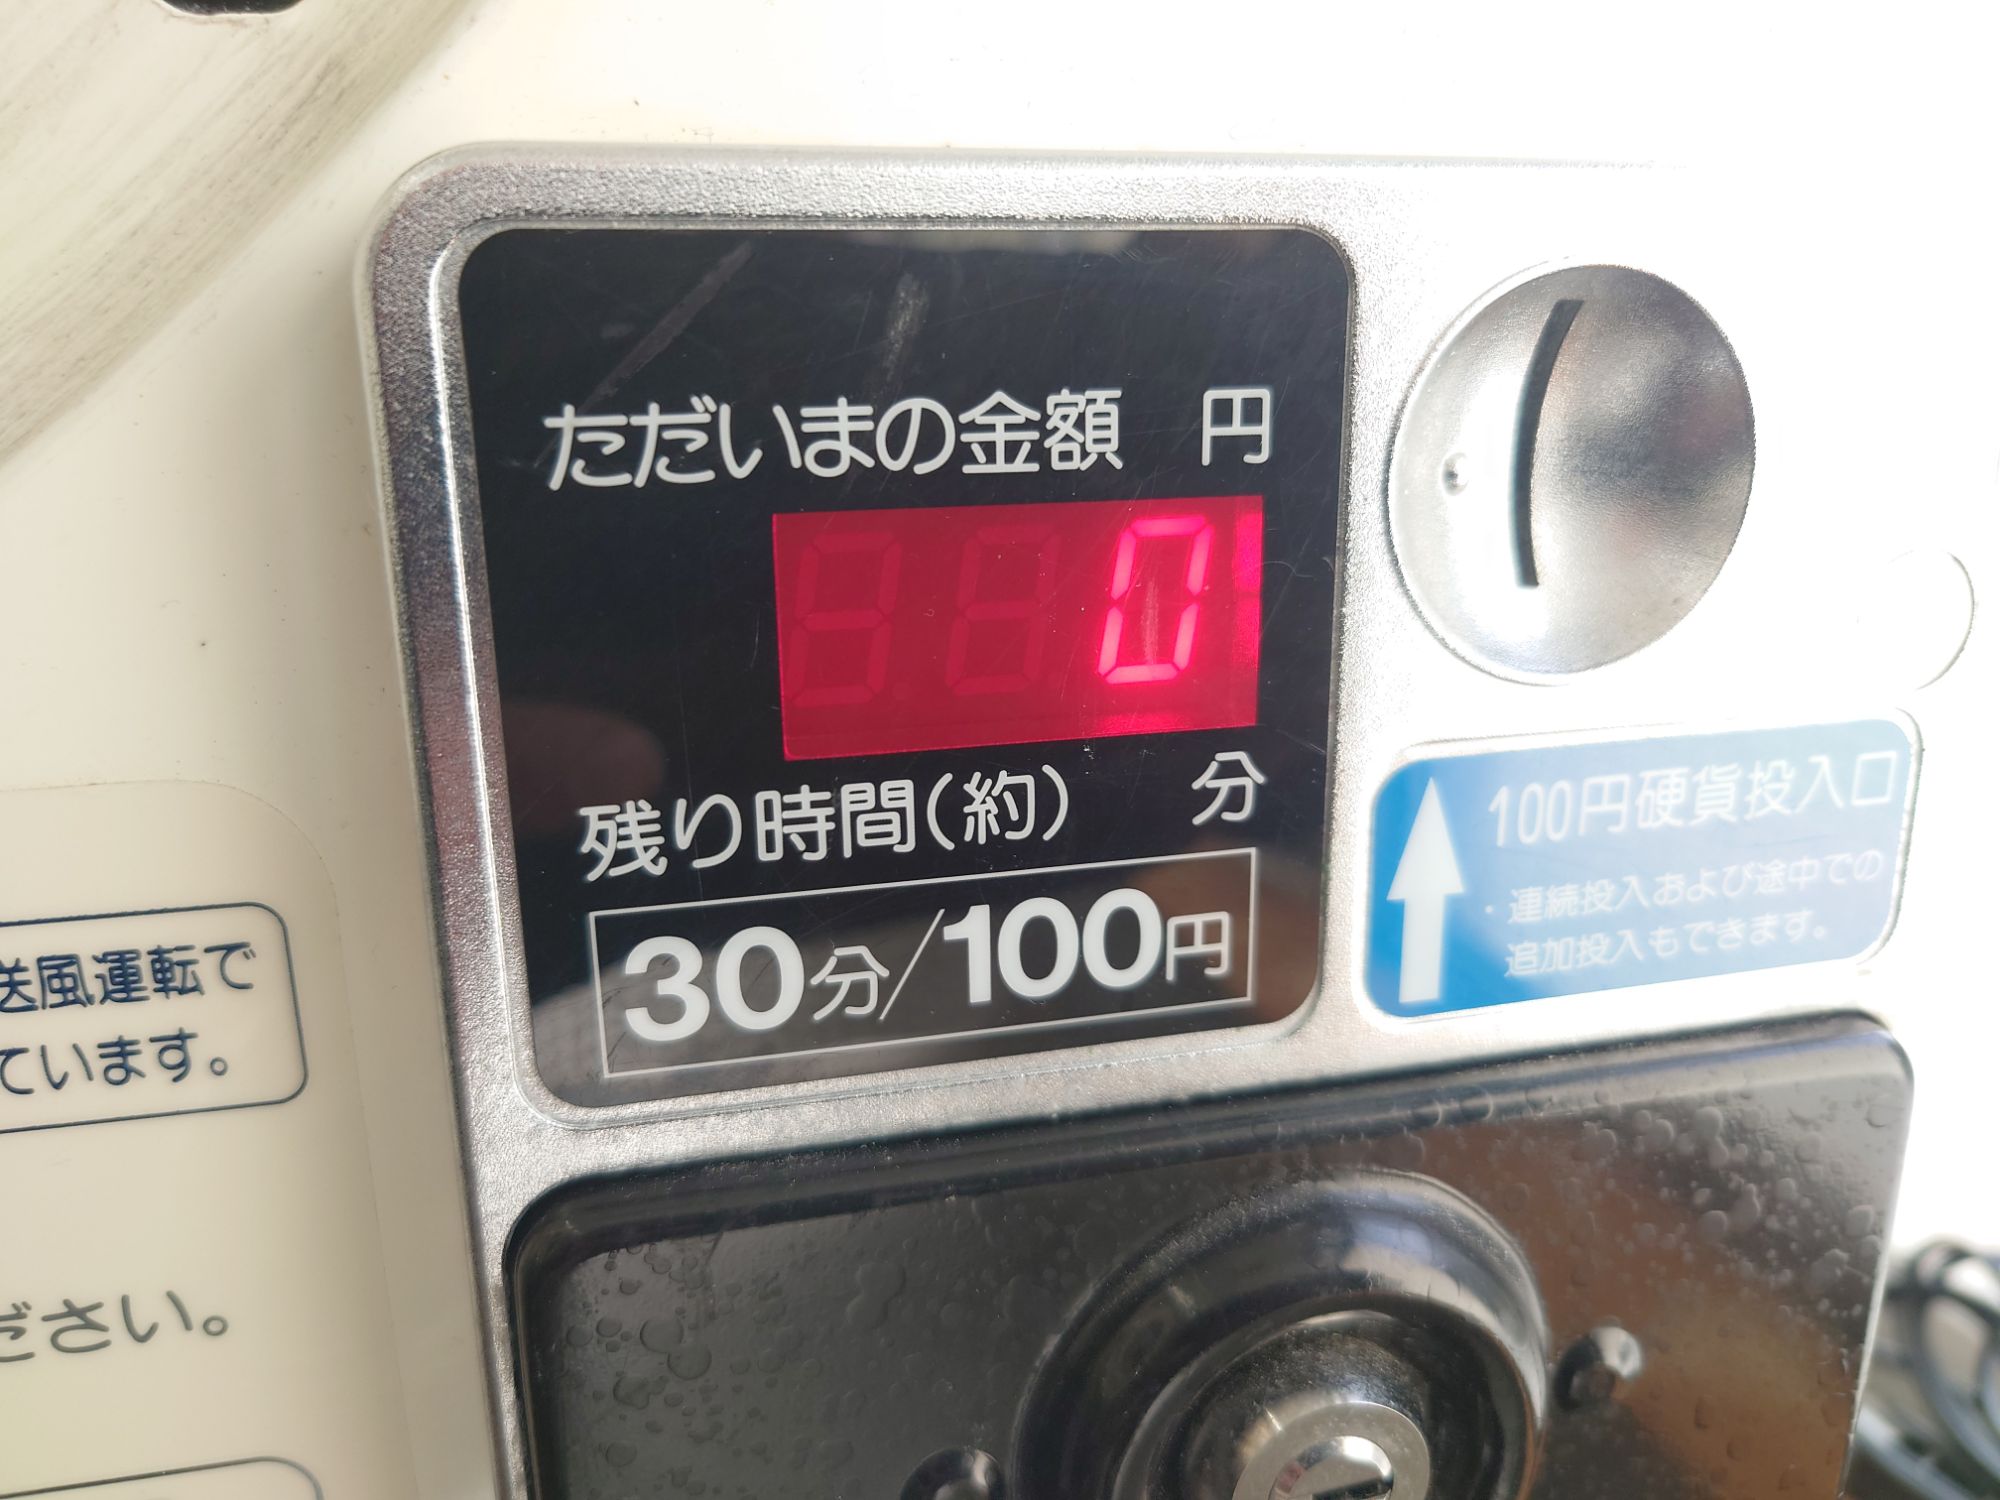 ただいまの金額 円
0
残り時間(約) 分
30分/100円
100円硬貨投入口
・連続投入および途中での
追加投入もできます。
送風運転で
ています。
ださい。